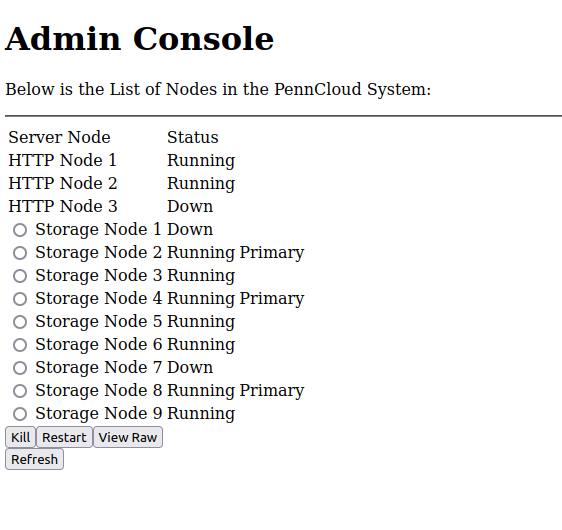 Admin Console
Below is the List of Nodes in the PennCloud System:
Server Node Status
HTTP Node 1 Running
HTTP Node 2 Running
HTTP Node 3 Down
Storage Node 1 Down
Storage Node 2 Running Primary
Storage Node 3 Running
Storage Node 4 Running Primary
Storage Node 5 Running
Storage Node 6 Running
Storage Node 7 Down
Storage Node 8 Running Primary
Storage Node 9 Running
Kill Restart View Raw
Refresh